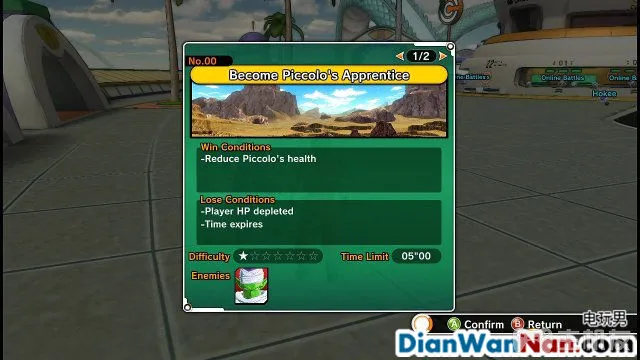 No.00
1/2
Become Piccolo's Apprentice
Online Battles
Online Battles
Hokee
Win Conditions
-Reduce Piccolo's health
Lose Conditions
-Player HP depleted
-Time expires
Difficulty
Time Limit 05"00
Enemies
A Confirm B Return
电玩男
DianWanNan.com